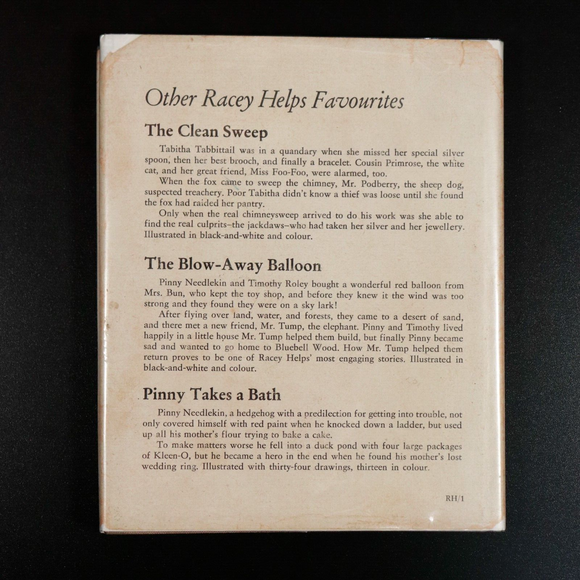 Other Racey Helps Favourites
The Clean Sweep
Tabitha Tabbittail was in a quandary when she missed her special silver
spoon, then her best brooch, and finally a bracelet. Cousin Primrose, the white
cat, and her great friend, Miss Foo-Foo, were alarmed, too.
When the fox came to sweep the chimney, Mr. Podberry, the sheep dog,
suspected treachery. Poor Tabitha didn't know a thief was loose until she found
the fox had raided her pantry.
Only when the real chimneysweep arrived to do his work was she able to
find the real culprits–the jackdaws–who had taken her silver and her jewellery.
Illustrated in black-and-white and colour.
The Blow-Away Balloon
Pinny Needlekin and Timothy Roley bought a wonderful red balloon from
Mrs. Bun, who kept the toy shop, and before they knew it the wind was too
strong and they found they were on a sky lark!
After flying over land, water, and forests, they came to a desert of sand,
and there met a new friend, Mr. Tump, the elephant. Pinny and Timothy lived
happily in a little house Mr. Tump helped them build, but finally Pinny became
sad and wanted to go home to Bluebell Wood. How Mr. Tump helped them
return proves to be one of Racey Helps' most engaging stories. Illustrated in
black-and-white and colour.
Pinny Takes a Bath
Pinny Needlekin, a hedgehog with a predilection for getting into trouble, not
only covered himself with red paint when he knocked down a ladder, but used
up all his mother's flour trying to bake a cake.
To make matters worse he fell into a duck pond with four large packages
of Kleen-O, but he became a hero in the end when he found his mother's lost
wedding ring. Illustrated with thirty-four drawings, thirteen in colour.
RH/1